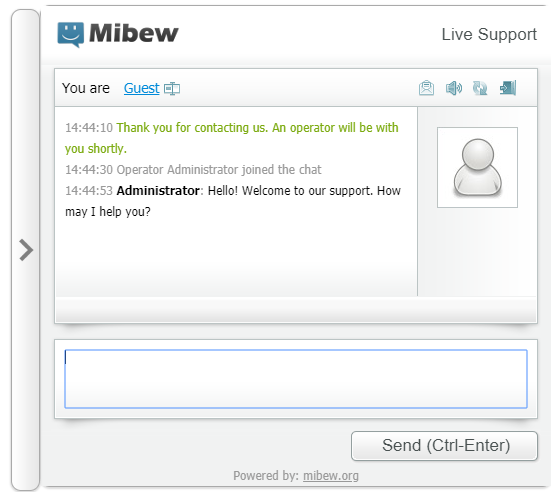 Mibew
Live Support
You are Guest
14:44:10 Thank you for contacting us. An operator will be with
you shortly.
14:44:30 Operator Administrator joined the chat
14:44:53 Administrator: Hello! Welcome to our support. How
may I help you?
Send (Ctrl-Enter)
Powered by: mibew.org